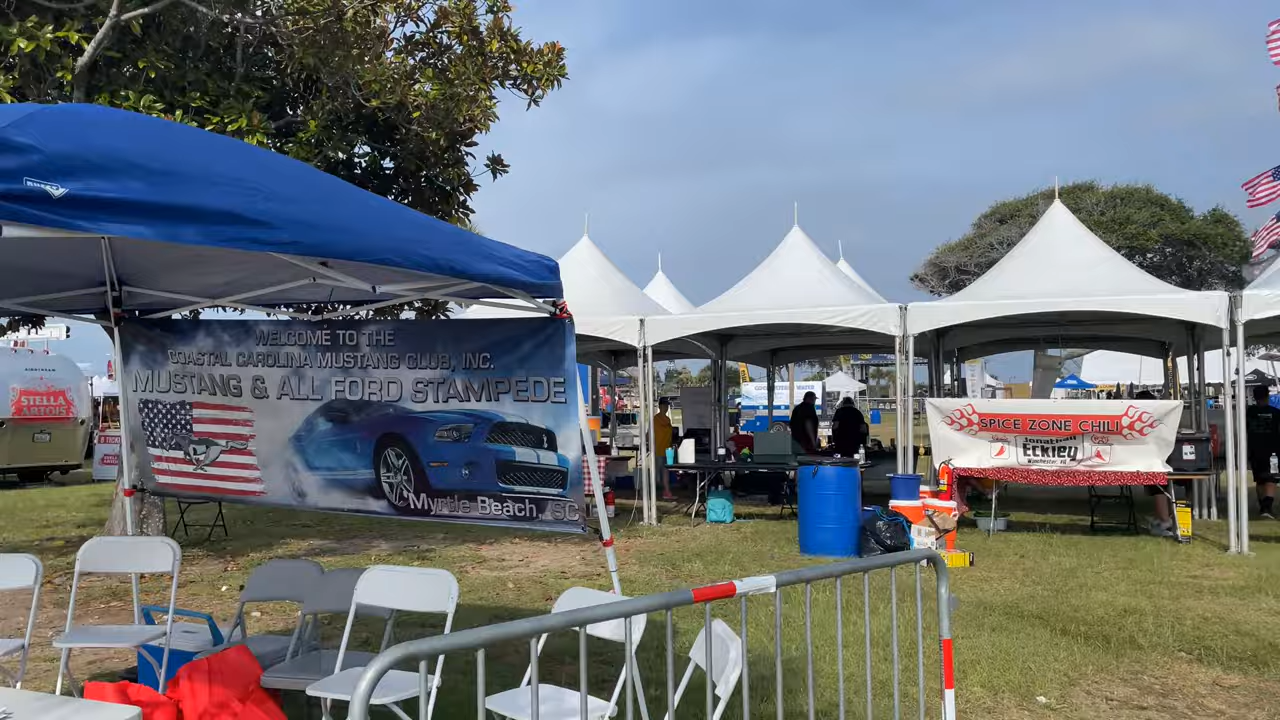 WELCOME TO THE
COASTAL CAROLINA MUSTANG CLUB, INC.
MUSTANG & ALL FORD STAMPEDE
Myrtle Beach, SC
AIRSTREAM
STELLA
ARTOIS
SPICE ZONE CHILI
Jonathan
Eckley